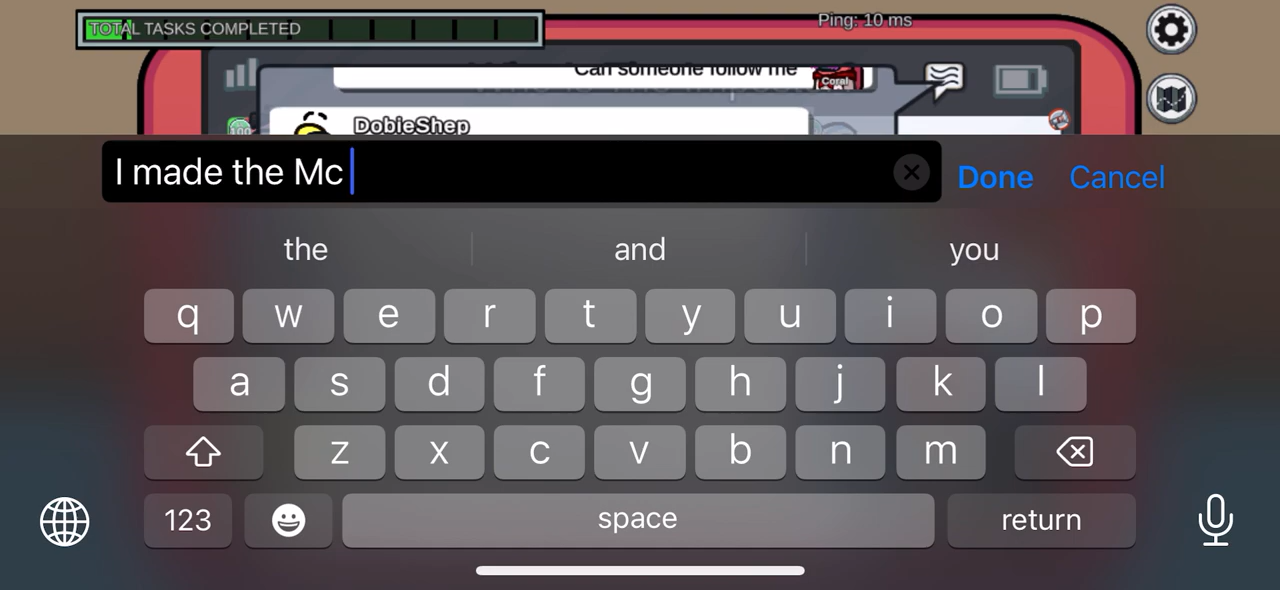 TOTAL TASKS COMPLETED
Ping: 10 ms
Can someone follow me
Coral
100
DobieShep
I made the Mc
Done
Cancel
the and you
q w e r t y u i o p
a s d f g h j k l
z x c v b n m
123 space return